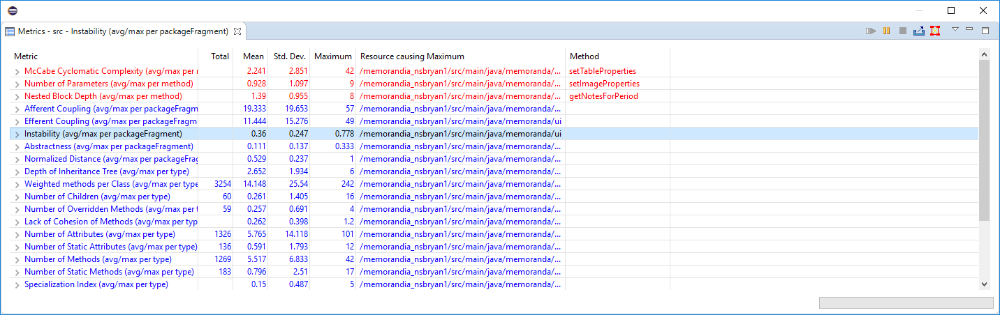 Metrics - src - Instability (avg/max per packageFragment)
Metric Total Mean Std. Dev. Maximum Resource causing Maximum Method
McCabe Cyclomatic Complexity (avg/max per 2.241 2.851 42 /memorandia_nsbryan1/src/main/java/memoranda/... setTableProperties
Number of Parameters (avg/max per method) 0.928 1.097 9 /memorandia_nsbryan1/src/main/java/memoranda/... setImageProperties
Nested Block Depth (avg/max per method) 1.39 0.955 8 /memorandia_nsbryan1/src/main/java/memoranda/... getNotesForPeriod
Afferent Coupling (avg/max per packageFragm 19.333 19.653 57 /memorandia_nsbryan1/src/main/java/memoranda/...
Efferent Coupling (avg/max per packageFragm 11.444 15.276 49 /memorandia_nsbryan1/src/main/java/memoranda/ui
Instability (avg/max per packageFragment) 0.36 0.247 0.778 /memorandia_nsbryan1/src/main/java/memoranda/ui
Abstractness (avg/max per packageFragment) 0.111 0.137 0.333 /memorandia_nsbryan1/src/main/java/memoranda/...
Normalized Distance (avg/max per packageFrag 0.529 0.237 1 /memorandia_nsbryan1/src/main/java/memoranda/...
Depth of Inheritance Tree (avg/max per type) 2.652 1.934 6 /memorandia_nsbryan1/src/main/java/memoranda/...
Weighted methods per Class (avg/max per type 3254 14.148 25.54 242 /memorandia_nsbryan1/src/main/java/memoranda/...
Number of Children (avg/max per type) 60 0.261 1.405 16 /memorandia_nsbryan1/src/main/java/memoranda/...
Number of Overridden Methods (avg/max per t 59 0.257 0.691 4 /memorandia_nsbryan1/src/main/java/memoranda/...
Lack of Cohesion of Methods (avg/max per typ 0.262 0.398 1.2 /memorandia_nsbryan1/src/main/java/memoranda/...
Number of Attributes (avg/max per type) 1326 5.765 14.118 101 /memorandia_nsbryan1/src/main/java/memoranda/...
Number of Static Attributes (avg/max per type) 136 0.591 1.793 12 /memorandia_nsbryan1/src/main/java/memoranda/...
Number of Methods (avg/max per type) 1269 5.517 6.833 42 /memorandia_nsbryan1/src/main/java/memoranda/...
Number of Static Methods (avg/max per type) 183 0.796 2.51 17 /memorandia_nsbryan1/src/main/java/memoranda/...
Specialization Index (avg/max per type) 0.15 0.487 5 /memorandia_nsbryan1/src/main/java/memoranda/...